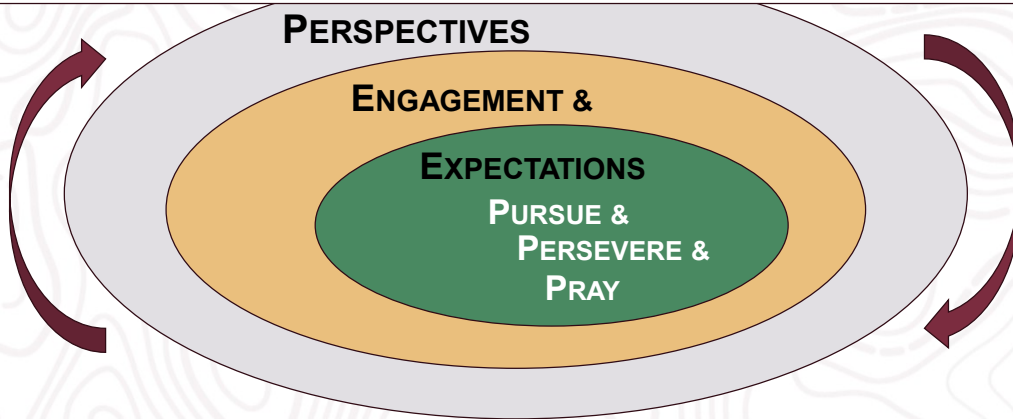 PERSPECTIVES
ENGAGEMENT &
EXPECTATIONS
PURSUE &
PERSEVERE &
PRAY